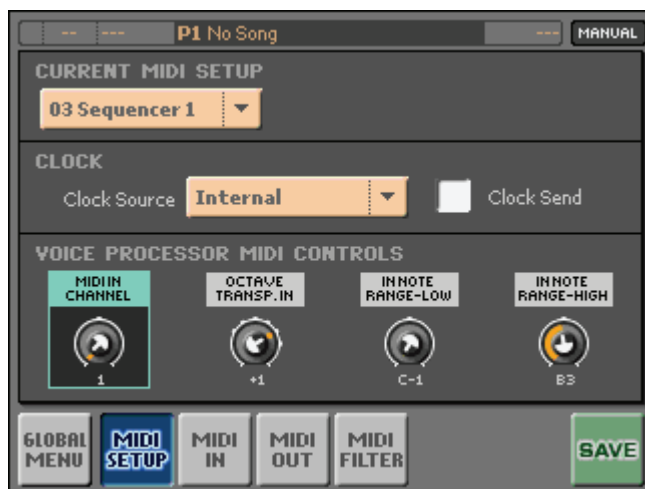 -- --- P1 No Song --- MANUAL
CURRENT MIDI SETUP
03 Sequencer 1
CLOCK
Clock Source Internal Clock Send
VOICE PROCESSOR MIDI CONTROLS
MIDI IN CHANNEL
OCTAVE TRANSP. IN
IN NOTE RANGE-LOW
IN NOTE RANGE-HIGH
1 +1 C-1 B3
GLOBAL MENU
MIDI SETUP
MIDI IN
MIDI OUT
MIDI FILTER
SAVE